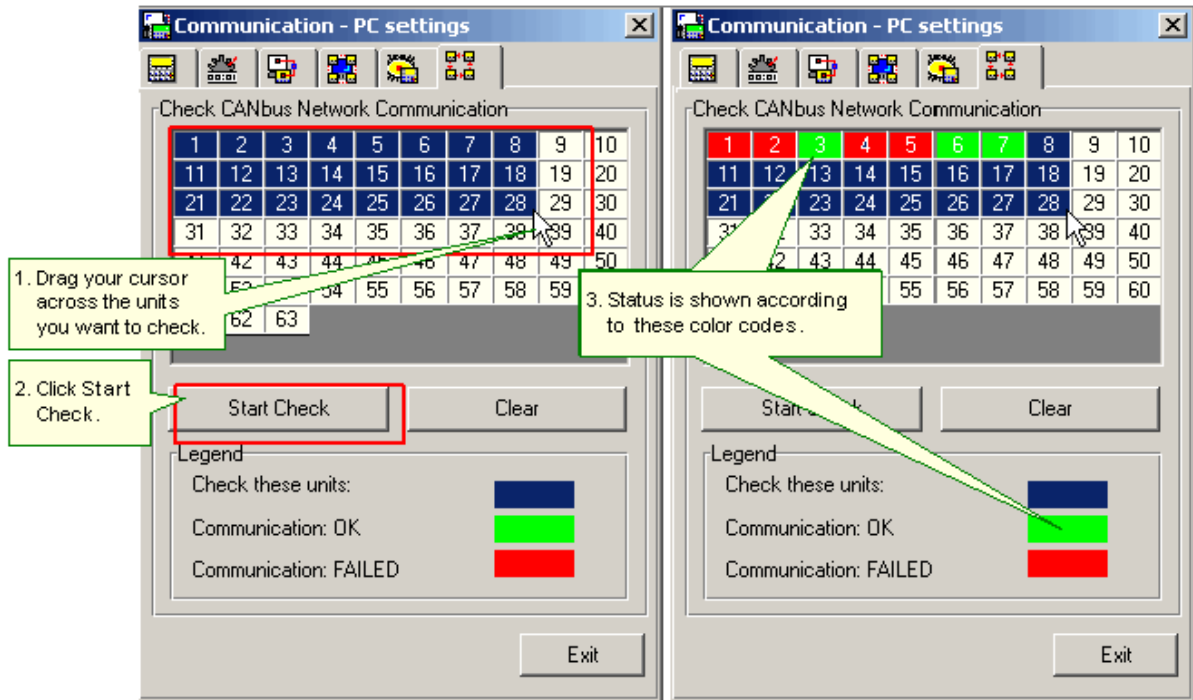 Communication - PC settings
Check CANbus Network Communication
1 2 3 4 5 6 7 8 9 10
11 12 13 14 15 16 17 18 19 20
21 22 23 24 25 26 27 28 29 30
31 32 33 34 35 36 37 38 39 40
42 43 44 45 46 47 48 49 50
54 55 56 57 58 59
62 63
1. Drag your cursor
across the units
you want to check.
2. Click Start
Check.
Start Check Clear
Legend
Check these units:
Communication: OK
Communication: FAILED
Exit
Communication - PC settings
Check CANbus Network Communication
1 2 3 4 5 6 7 8 9 10
11 12 13 14 15 16 17 18 19 20
21 22 23 24 25 26 27 28 29 30
31 32 33 34 35 36 37 38 39 40
42 43 44 45 46 47 48 49 50
55 56 57 58 59 60
3. Status is shown according
to these color codes.
Start Check Clear
Legend
Check these units:
Communication: OK
Communication: FAILED
Exit